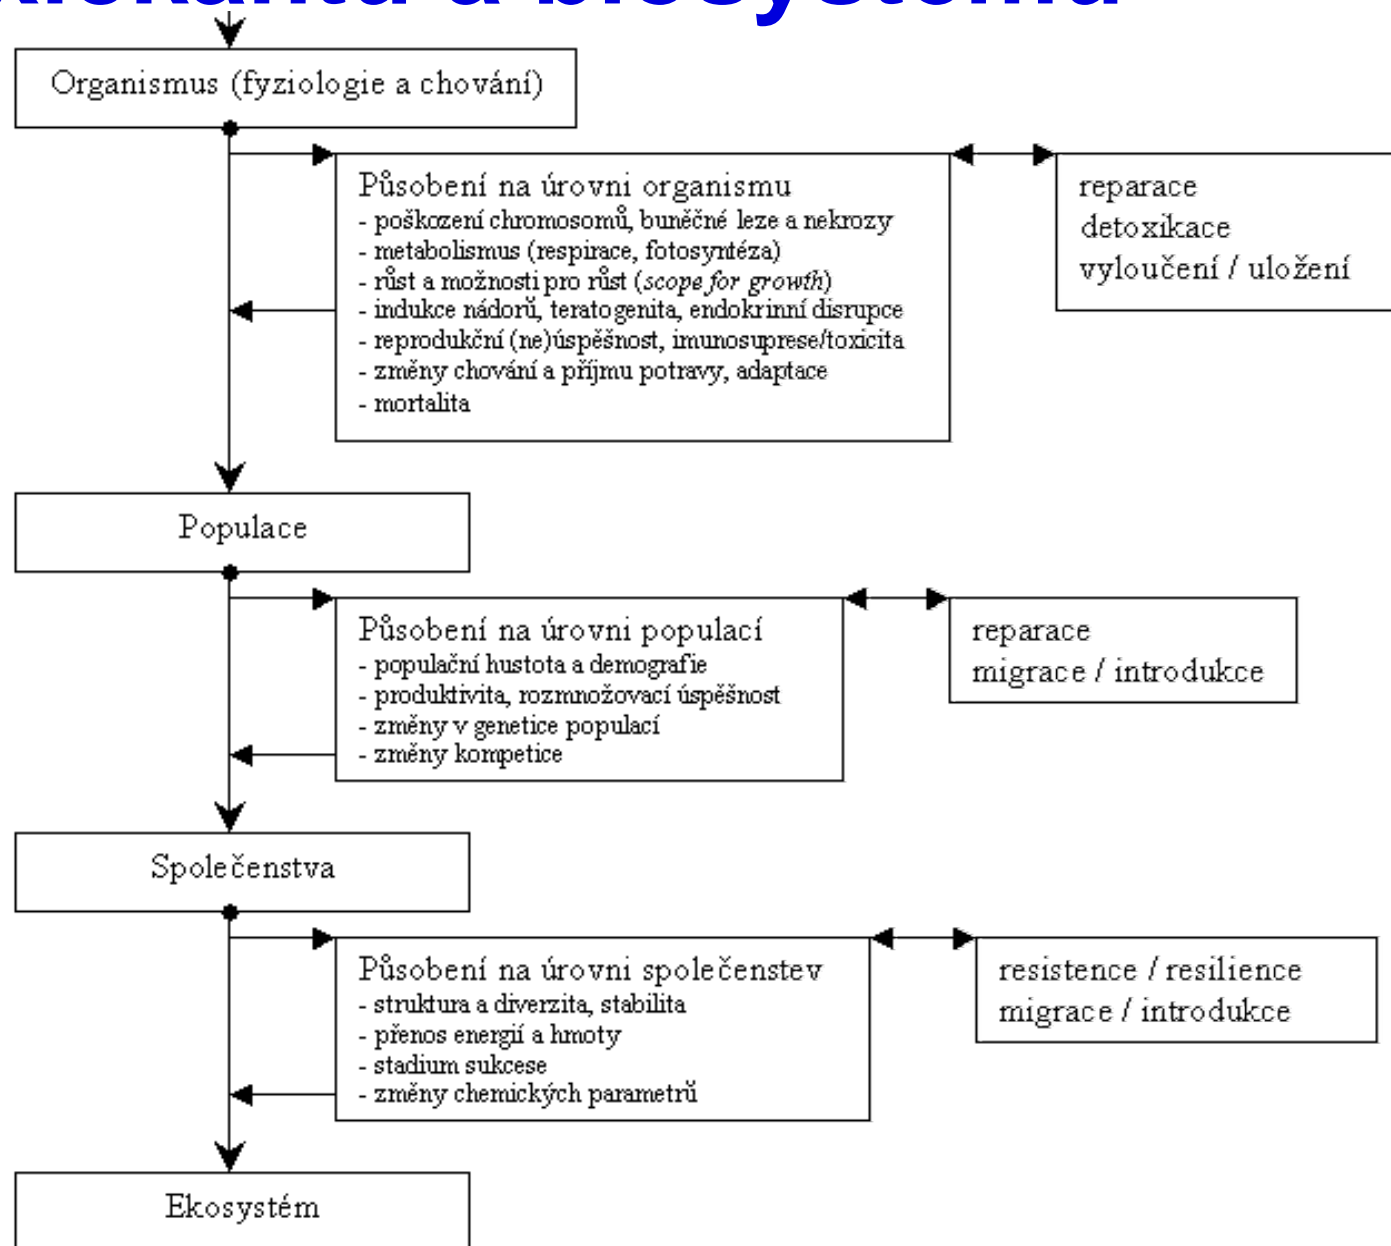 a biosystému
Organismus (fyziologie a chování)
Působení na úrovni organismu
- poškození chromosomů, buněčné leze a nekrozy
- metabolismus (respirace, fotosyntéza)
- růst a možnosti pro růst (scope for growth)
- indukce nádorů, teratogenita, endokrinní disrupce
- reprodukční (ne)úspěšnost, imunosuprese/toxicita
- změny chování a příjmu potravy, adaptace
- mortalita
reparace
detoxikace
vyloučení / uložení
Populace
Působení na úrovni populací
- populační hustota a demografie
- produktivita, rozmnožovací úspěšnost
- změny v genetice populací
- změny kompetice
reparace
migrace / introdukce
Společenstva
Působení na úrovni společenstev
- struktura a diverzita, stabilita
- přenos energií a hmoty
- stadium sukcese
- změny chemických parametrů
resistence / resilience
migrace / introdukce
Ekosystém